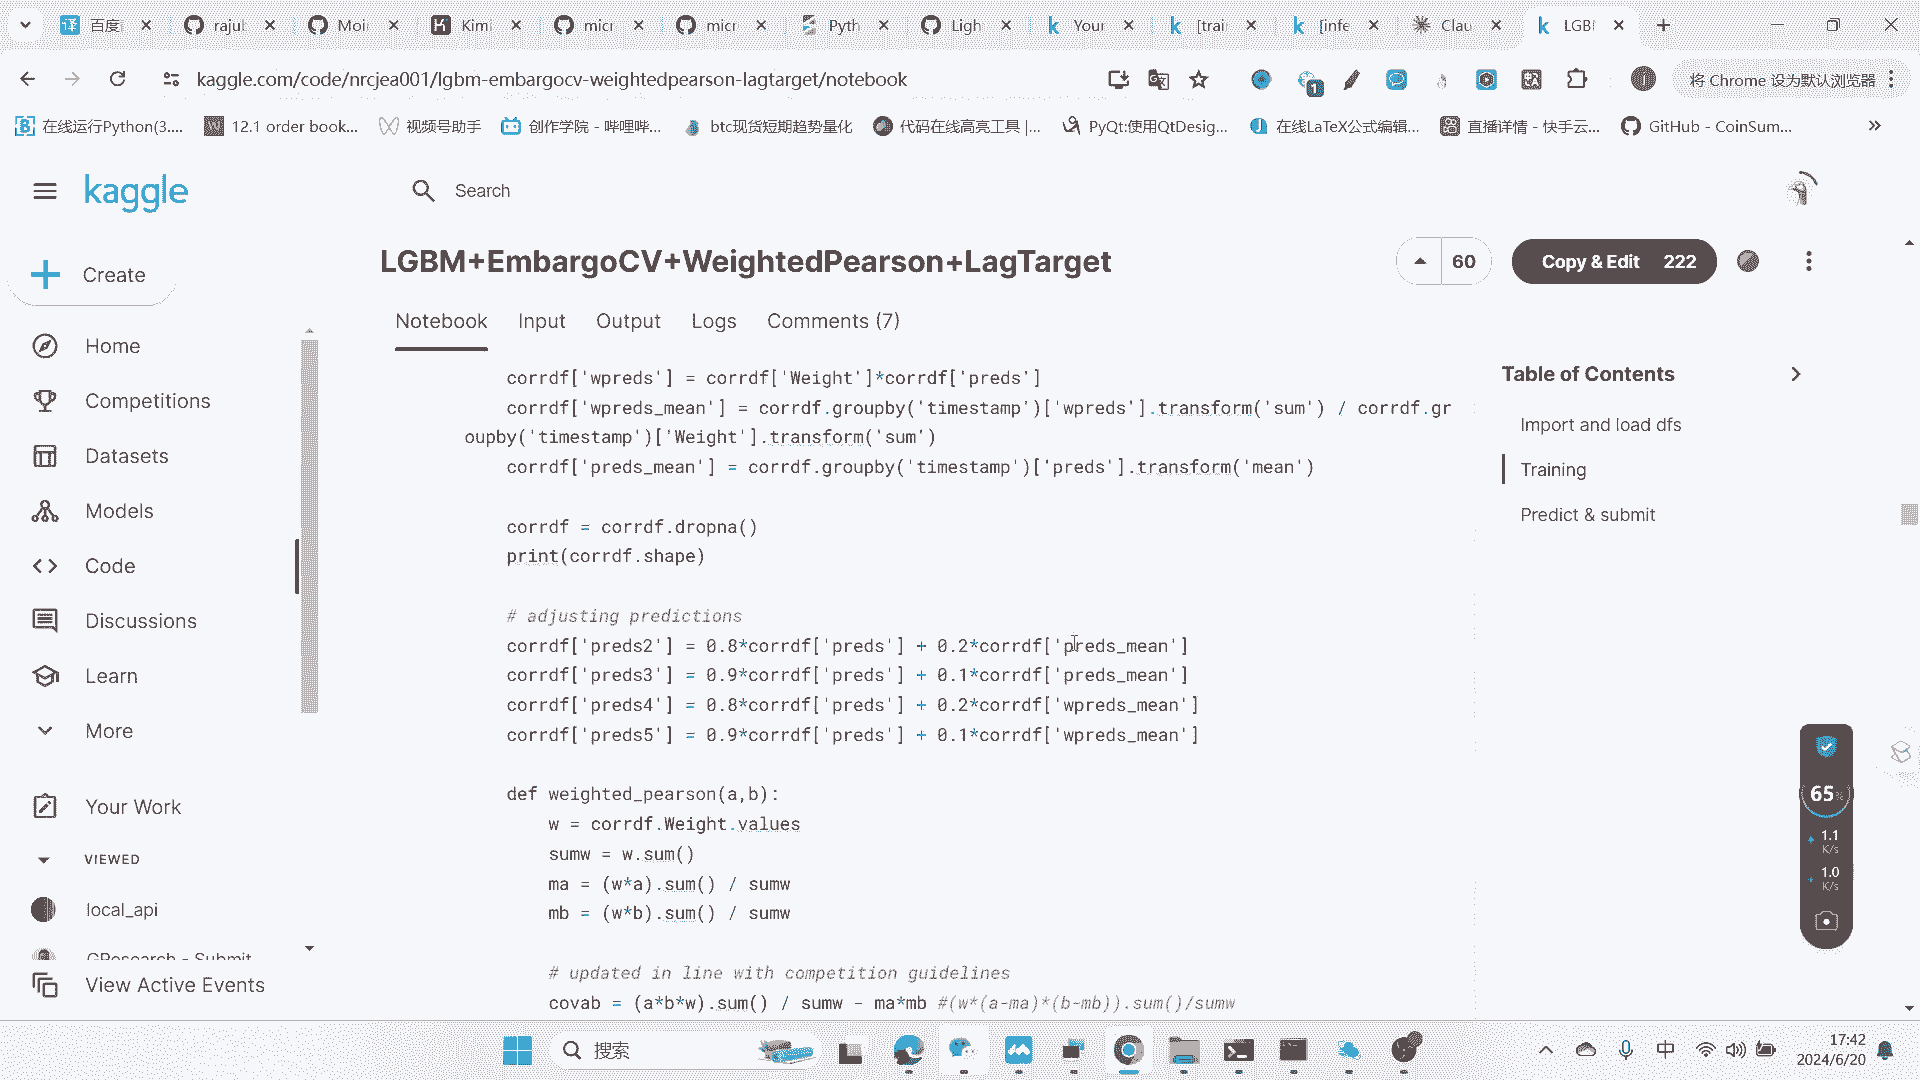 百度
rajul
Moii
Kimi
micr
micr
Pyth
Ligh
Your
[trai
[infe
Clau
LGBI
kaggle.com/code/nrcjea001/lgbm-embargocv-weightedpearson-lagtarget/notebook
1
将 Chrome 设为默认浏览器
在线运行Python(3....
12.1 order book...
视频号助手
创作学院 - 哔哩哔...
btc现货短期趋势量化
代码在线高亮工具 |...
PyQt:使用QtDesig...
在线LaTeX公式编辑...
直播详情 - 快手云...
GitHub - CoinSum...
kaggle
Search
Create
Home
Competitions
Datasets
Models
Code
Discussions
Learn
More
Your Work
VIEWED
local_api
GResearch - Submit
View Active Events
LGBM+EmbargoCV+WeightedPearson+LagTarget
60
Copy & Edit 222
Notebook
Input
Output
Logs
Comments (7)
corrdf['wpreds'] = corrdf['Weight']*corrdf['preds']
corrdf['wpreds_mean'] = corrdf.groupby('timestamp')['wpreds'].transform('sum') / corrdf.gr
oupby('timestamp')['Weight'].transform('sum')
corrdf['preds_mean'] = corrdf.groupby('timestamp')['preds'].transform('mean')
corrdf = corrdf.dropna()
print(corrdf.shape)
# adjusting predictions
corrdf['preds2'] = 0.8*corrdf['preds'] + 0.2*corrdf['preds_mean']
corrdf['preds3'] = 0.9*corrdf['preds'] + 0.1*corrdf['preds_mean']
corrdf['preds4'] = 0.8*corrdf['preds'] + 0.2*corrdf['wpreds_mean']
corrdf['preds5'] = 0.9*corrdf['preds'] + 0.1*corrdf['wpreds_mean']
def weighted_pearson(a,b):
w = corrdf.Weight.values
sumw = w.sum()
ma = (w*a).sum() / sumw
mb = (w*b).sum() / sumw
# updated in line with competition guidelines
covab = (a*b*w).sum() / sumw - ma*mb #(w*(a-ma)*(b-mb)).sum()/sumw
Table of Contents
Import and load dfs
Training
Predict & submit
65%
1.1
K/s
1.0
K/s
搜索
中
17:42
2024/6/20